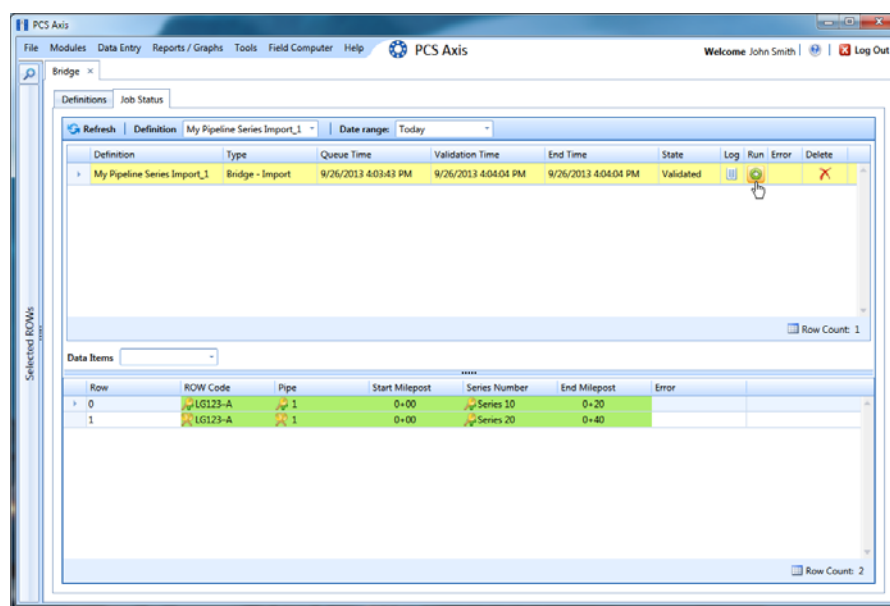 PCS Axis
File Modules Data Entry Reports / Graphs Tools Field Computer Help PCS Axis Welcome John Smith | | Log Out
Bridge ×
Definitions Job Status
Refresh | Definition My Pipeline Series Import_1 | Date range: Today
Definition Type Queue Time Validation Time End Time State Log Run Error Delete
My Pipeline Series Import_1 Bridge - Import 9/26/2013 4:03:43 PM 9/26/2013 4:04:04 PM 9/26/2013 4:04:04 PM Validated
Row Count: 1
Selected ROWs
Data Items
Row ROW Code Pipe Start Milepost Series Number End Milepost Error
0 LG123-A 1 0+00 Series 10 0+20
1 LG123-A 1 0+00 Series 20 0+40
Row Count: 2